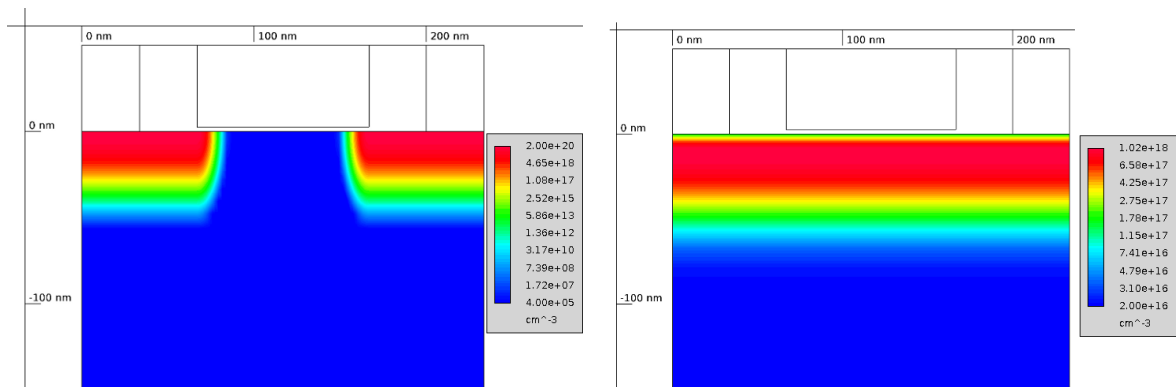 0 nm
100 nm
200 nm
0 nm
-100 nm
2.00e+20
4.65e+18
1.08e+17
2.52e+15
5.86e+13
1.36e+12
3.17e+10
7.39e+08
1.72e+07
4.00e+05
cm^-3
0 nm
100 nm
200 nm
0 nm
-100 nm
1.02e+18
6.58e+17
4.25e+17
2.75e+17
1.78e+17
1.15e+17
7.41e+16
4.79e+16
3.10e+16
2.00e+16
cm^-3